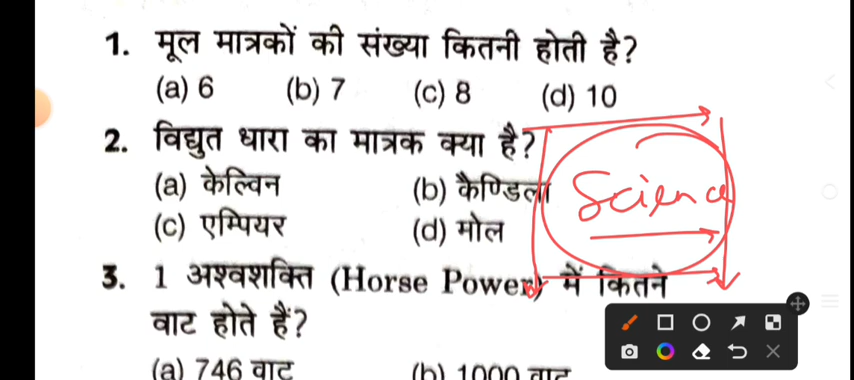 1. मूल मात्रकों की संख्या कितनी होती है?
(a) 6 (b) 7 (c) 8 (d) 10
2. विद्युत धारा का मात्रक क्या है?
(a) केल्विन (b) कैण्डिला
(c) एम्पियर (d) मोल
Science
3. 1 अश्वशक्ति (Horse Power) में कितने
वाट होते हैं?
(a) 746 वाट (b) 1000 वाट